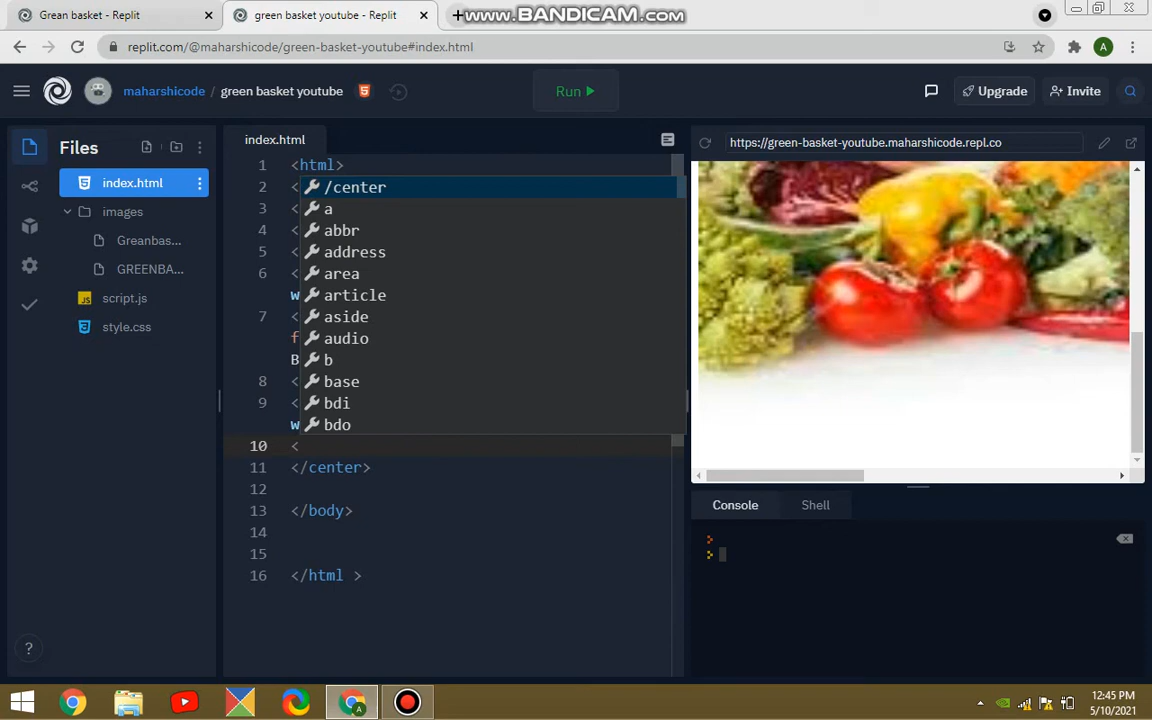 Grean basket - Replit
green basket youtube - Replit
www.BANDICAM.com
replit.com/@maharshicode/green-basket-youtube#index.html
A
maharshicode / green basket youtube
Run
Upgrade
Invite
Files
index.html
images
Greanbas...
GREENBA...
script.js
style.css
index.html
1 <html>
2 <
3 <
4 <
5 <
6 <
w
7 <
f
B
8 <
9 <
w
10 <
11 </center>
12
13 </body>
14
15
16 </html >
/center
a
abbr
address
area
article
aside
audio
b
base
bdi
bdo
https://green-basket-youtube.maharshicode.repl.co
Console
Shell
?
12:45 PM
5/10/2021